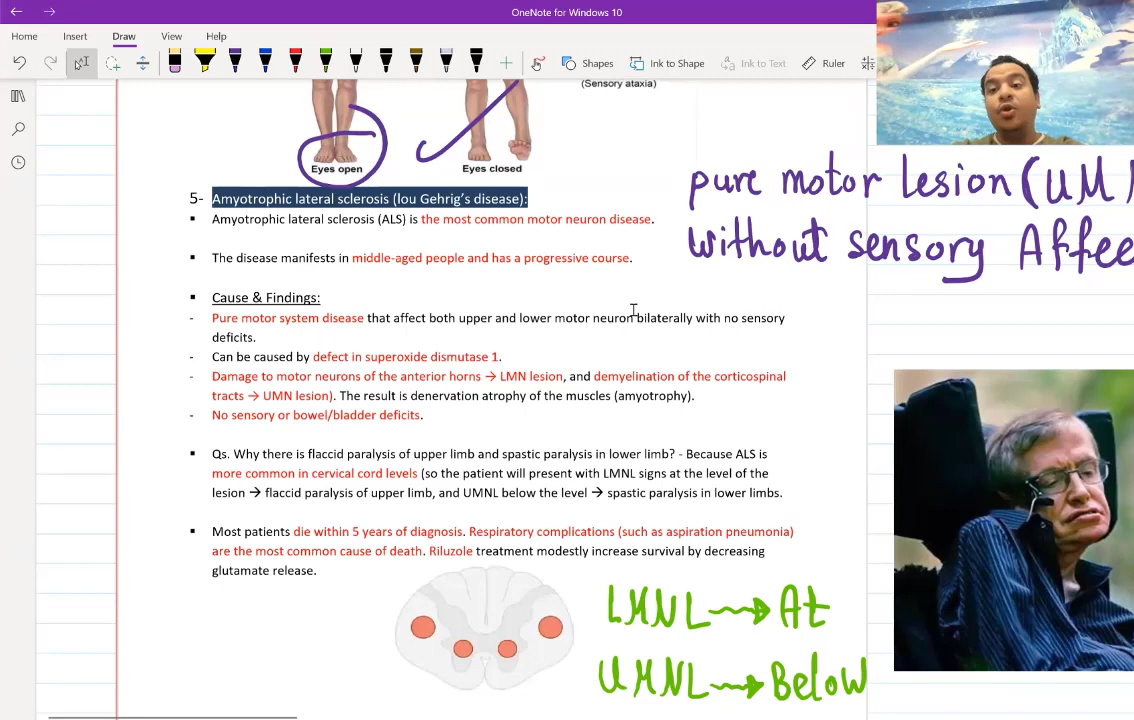 OneNote for Windows 10
Home Insert Draw View Help
Shapes Ink to Shape Ink to Text Ruler
(Sensory ataxia)
Eyes open Eyes closed
5- Amyotrophic lateral sclerosis (lou Gehrig’s disease):
▪ Amyotrophic lateral sclerosis (ALS) is the most common motor neuron disease.
▪ The disease manifests in middle-aged people and has a progressive course.
▪ Cause & Findings:
- Pure motor system disease that affect both upper and lower motor neuron bilaterally with no sensory
deficits.
- Can be caused by defect in superoxide dismutase 1.
- Damage to motor neurons of the anterior horns → LMN lesion, and demyelination of the corticospinal
tracts → UMN lesion). The result is denervation atrophy of the muscles (amyotrophy).
- No sensory or bowel/bladder deficits.
▪ Qs. Why there is flaccid paralysis of upper limb and spastic paralysis in lower limb? - Because ALS is
more common in cervical cord levels (so the patient will present with LMNL signs at the level of the
lesion → flaccid paralysis of upper limb, and UMNL below the level → spastic paralysis in lower limbs.
▪ Most patients die within 5 years of diagnosis. Respiratory complications (such as aspiration pneumonia)
are the most common cause of death. Riluzole treatment modestly increase survival by decreasing
glutamate release.
pure motor lesion (UM
without sensory Affee
LMNL → At
UMNL → Below